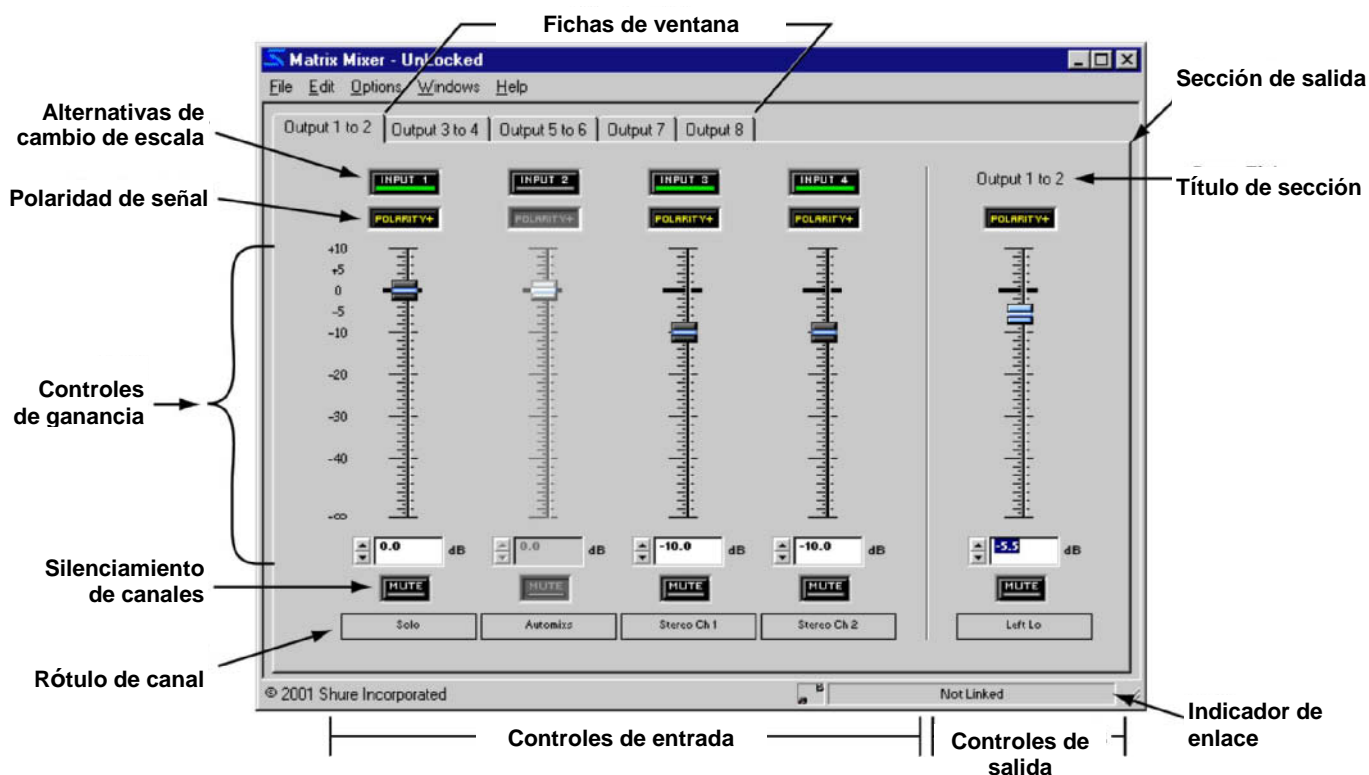 Fichas de ventana
Matrix Mixer - UnLocked
File Edit Options Windows Help
Sección de salida
Alternativas de
cambio de escala
Output 1 to 2 Output 3 to 4 Output 5 to 6 Output 7 Output 8
INPUT 1 INPUT 2 INPUT 3 INPUT 4 Output 1 to 2
Título de sección
Polaridad de señal
POLARITY+ POLARITY+ POLARITY+ POLARITY+ POLARITY+
+10
+5
0
-5
-10
-20
-30
-40
-∞
Controles
de ganancia
0.0 dB 0.0 dB -10.0 dB -10.0 dB -5.5 dB
Silenciamiento
de canales
MUTE MUTE MUTE MUTE MUTE
Solo Automixs Stereo Ch 1 Stereo Ch 2 Left Lo
Rótulo de canal
© 2001 Shure Incorporated Not Linked
Indicador de
enlace
Controles de entrada
Controles de
salida